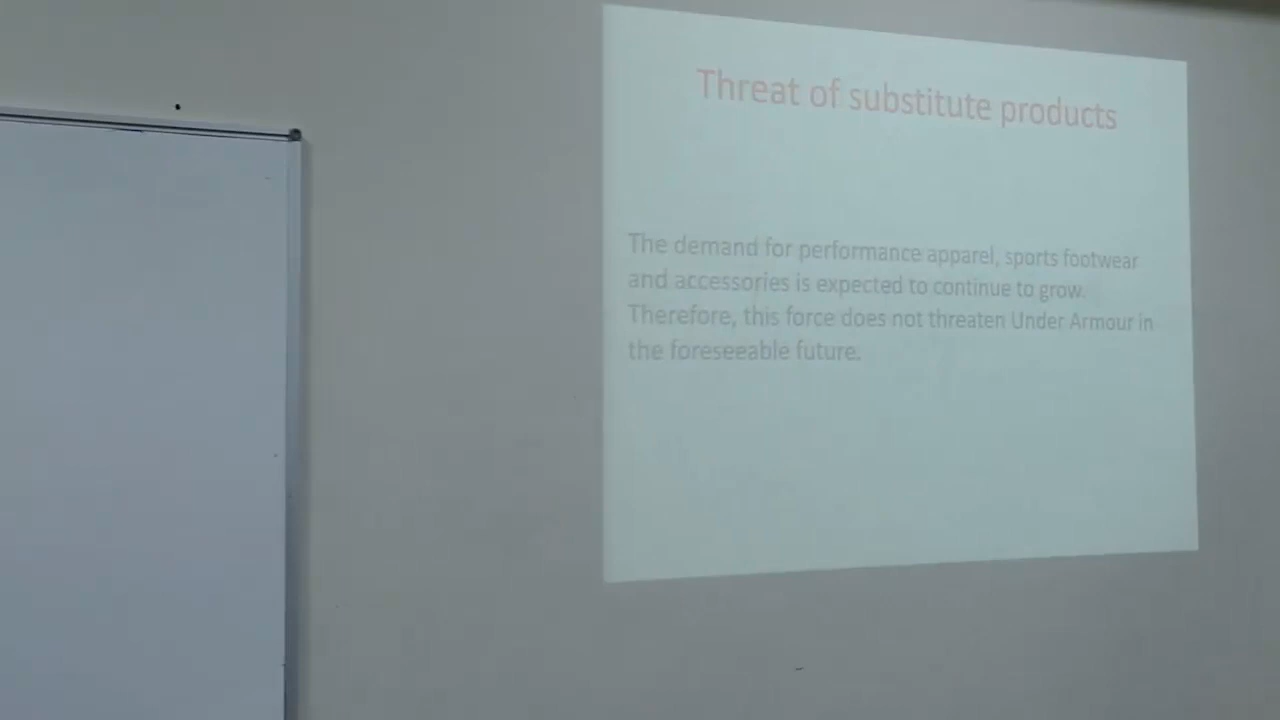 Threat of substitute products
The demand for performance apparel, sports footwear
and accessories is expected to continue to grow.
Therefore, this force does not threaten Under Armour in
the foreseeable future.